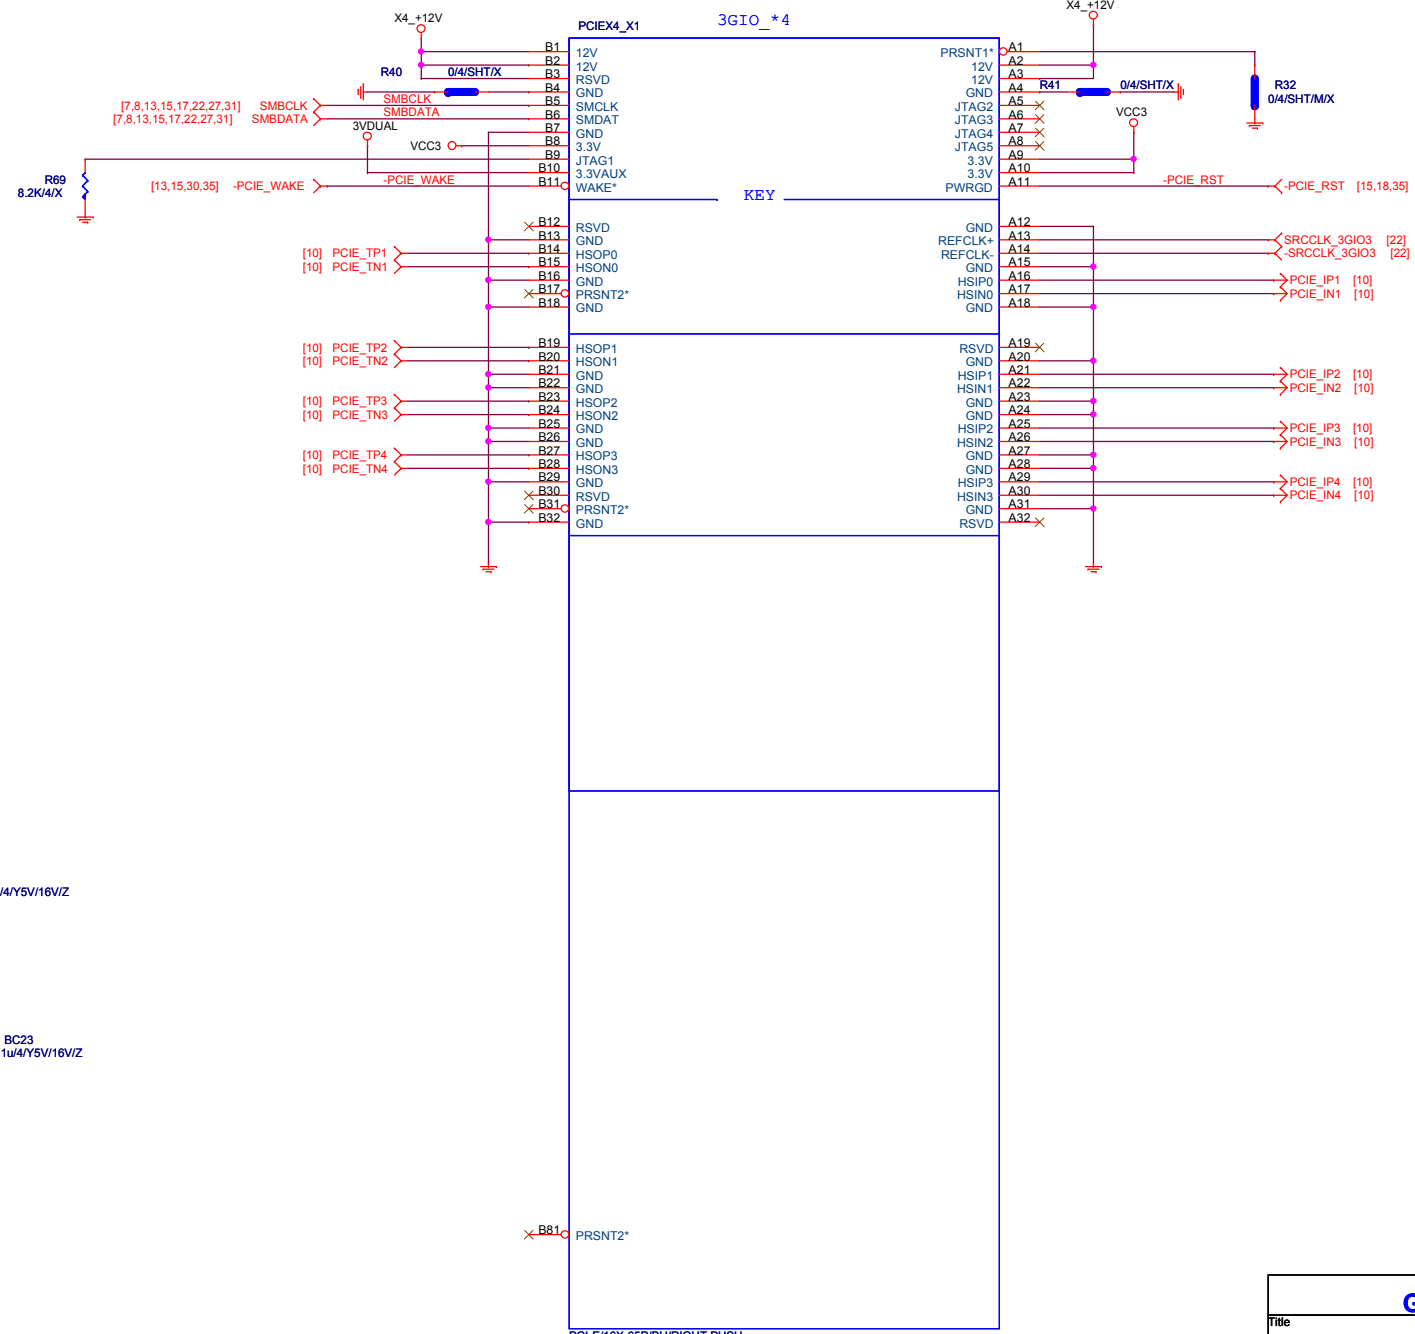 X4_+12V
3GIO_*4
X4_+12V
PCIEX4_X1
B1 12V PRSNT1* A1
B2 12V 12V A2
B3 RSVD 12V A3
R40 0/4/SHT/X B4 GND GND A4 R41 0/4/SHT/X
R32
0/4/SHT/M/X
[7,8,13,15,17,22,27,31] SMBCLK SMBCLK B5 SMCLK JTAG2 A5
[7,8,13,15,17,22,27,31] SMBDATA SMBDATA B6 SMDAT JTAG3 A6
3VDUAL
VCC3
B7 GND JTAG4 A7
VCC3 B8 3.3V JTAG5 A8
B9 JTAG1 3.3V A9
B10 3.3VAUX 3.3V A10
R69
8.2K/4/X
[13,15,30,35] -PCIE_WAKE -PCIE_WAKE B11 WAKE* PWRGD A11 -PCIE_RST -PCIE_RST [15,18,35]
KEY
B12 RSVD GND A12
B13 GND REFCLK+ A13 SRCCLK_3GIO3 [22]
[10] PCIE_TP1 B14 HSOP0 REFCLK- A14 -SRCCLK_3GIO3 [22]
[10] PCIE_TN1 B15 HSON0 GND A15
B16 GND HSIP0 A16 PCIE_IP1 [10]
B17 PRSNT2* HSIN0 A17 PCIE_IN1 [10]
B18 GND GND A18
[10] PCIE_TP2 B19 HSOP1 RSVD A19
[10] PCIE_TN2 B20 HSON1 GND A20
B21 GND HSIP1 A21 PCIE_IP2 [10]
B22 GND HSIN1 A22 PCIE_IN2 [10]
[10] PCIE_TP3 B23 HSOP2 GND A23
[10] PCIE_TN3 B24 HSON2 GND A24
B25 GND HSIP2 A25 PCIE_IP3 [10]
B26 GND HSIN2 A26 PCIE_IN3 [10]
[10] PCIE_TP4 B27 HSOP3 GND A27
[10] PCIE_TN4 B28 HSON3 GND A28
B29 GND HSIP3 A29 PCIE_IP4 [10]
B30 RSVD HSIN3 A30 PCIE_IN4 [10]
B31 PRSNT2* GND A31
B32 GND RSVD A32
/4/Y5V/16V/Z
BC23
1u/4/Y5V/16V/Z
B81 PRSNT2*
Title